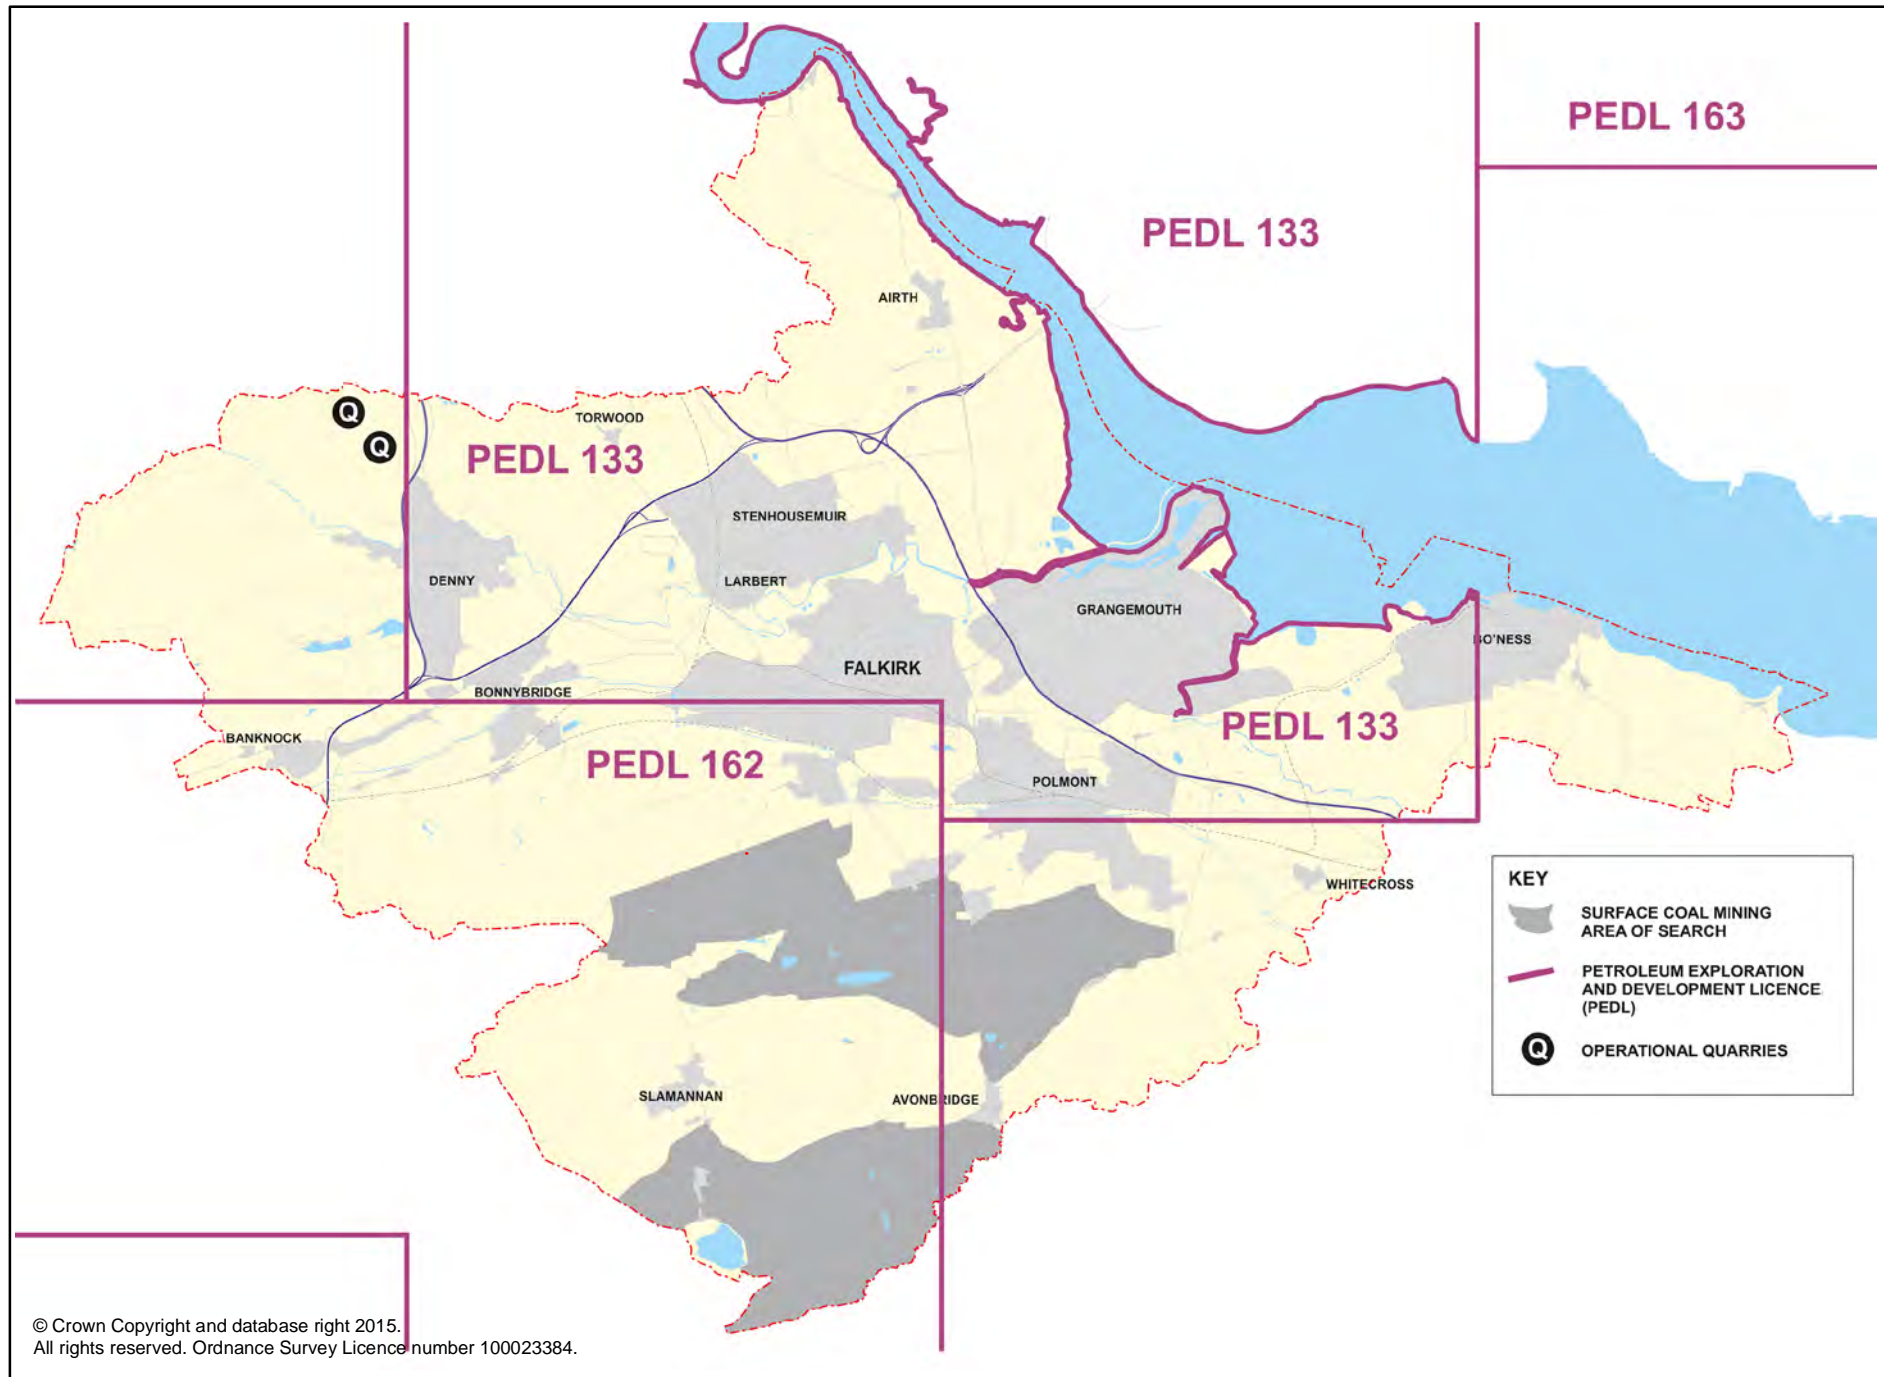 PEDL 163
PEDL 133
AIRTH
Q
TORWOOD
Q
PEDL 133
STENHOUSEMUIR
DENNY
LARBERT
GRANGEMOUTH
BO'NESS
FALKIRK
BONNYBRIDGE
PEDL 133
BANKNOCK
PEDL 162
POLMONT
WHITECROSS
SLAMANNAN
AVONBRIDGE
KEY
SURFACE COAL MINING
AREA OF SEARCH
PETROLEUM EXPLORATION
AND DEVELOPMENT LICENCE
(PEDL)
Q
OPERATIONAL QUARRIES
© Crown Copyright and database right 2015.
All rights reserved. Ordnance Survey Licence number 100023384.